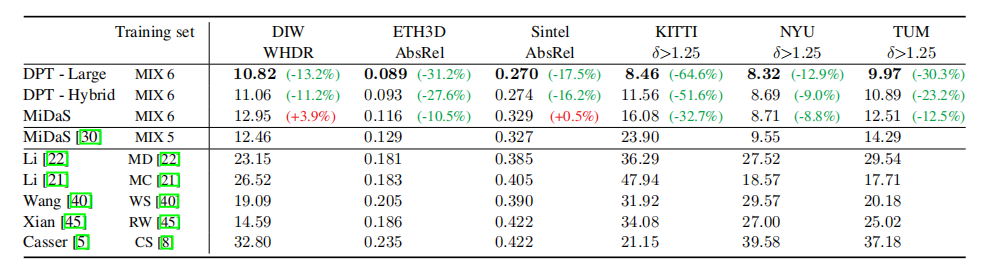 Training set DIW ETH3D Sintel KITTI NYU TUM
WHDR AbsRel AbsRel δ>1.25 δ>1.25 δ>1.25
DPT - Large MIX 6 10.82 (-13.2%) 0.089 (-31.2%) 0.270 (-17.5%) 8.46 (-64.6%) 8.32 (-12.9%) 9.97 (-30.3%)
DPT - Hybrid MIX 6 11.06 (-11.2%) 0.093 (-27.6%) 0.274 (-16.2%) 11.56 (-51.6%) 8.69 (-9.0%) 10.89 (-23.2%)
MiDaS MIX 6 12.95 (+3.9%) 0.116 (-10.5%) 0.329 (+0.5%) 16.08 (-32.7%) 8.71 (-8.8%) 12.51 (-12.5%)
MiDaS [30] MIX 5 12.46 0.129 0.327 23.90 9.55 14.29
Li [22] MD [22] 23.15 0.181 0.385 36.29 27.52 29.54
Li [21] MC [21] 26.52 0.183 0.405 47.94 18.57 17.71
Wang [40] WS [40] 19.09 0.205 0.390 31.92 29.57 20.18
Xian [45] RW [45] 14.59 0.186 0.422 34.08 27.00 25.02
Casser [5] CS [8] 32.80 0.235 0.422 21.15 39.58 37.18